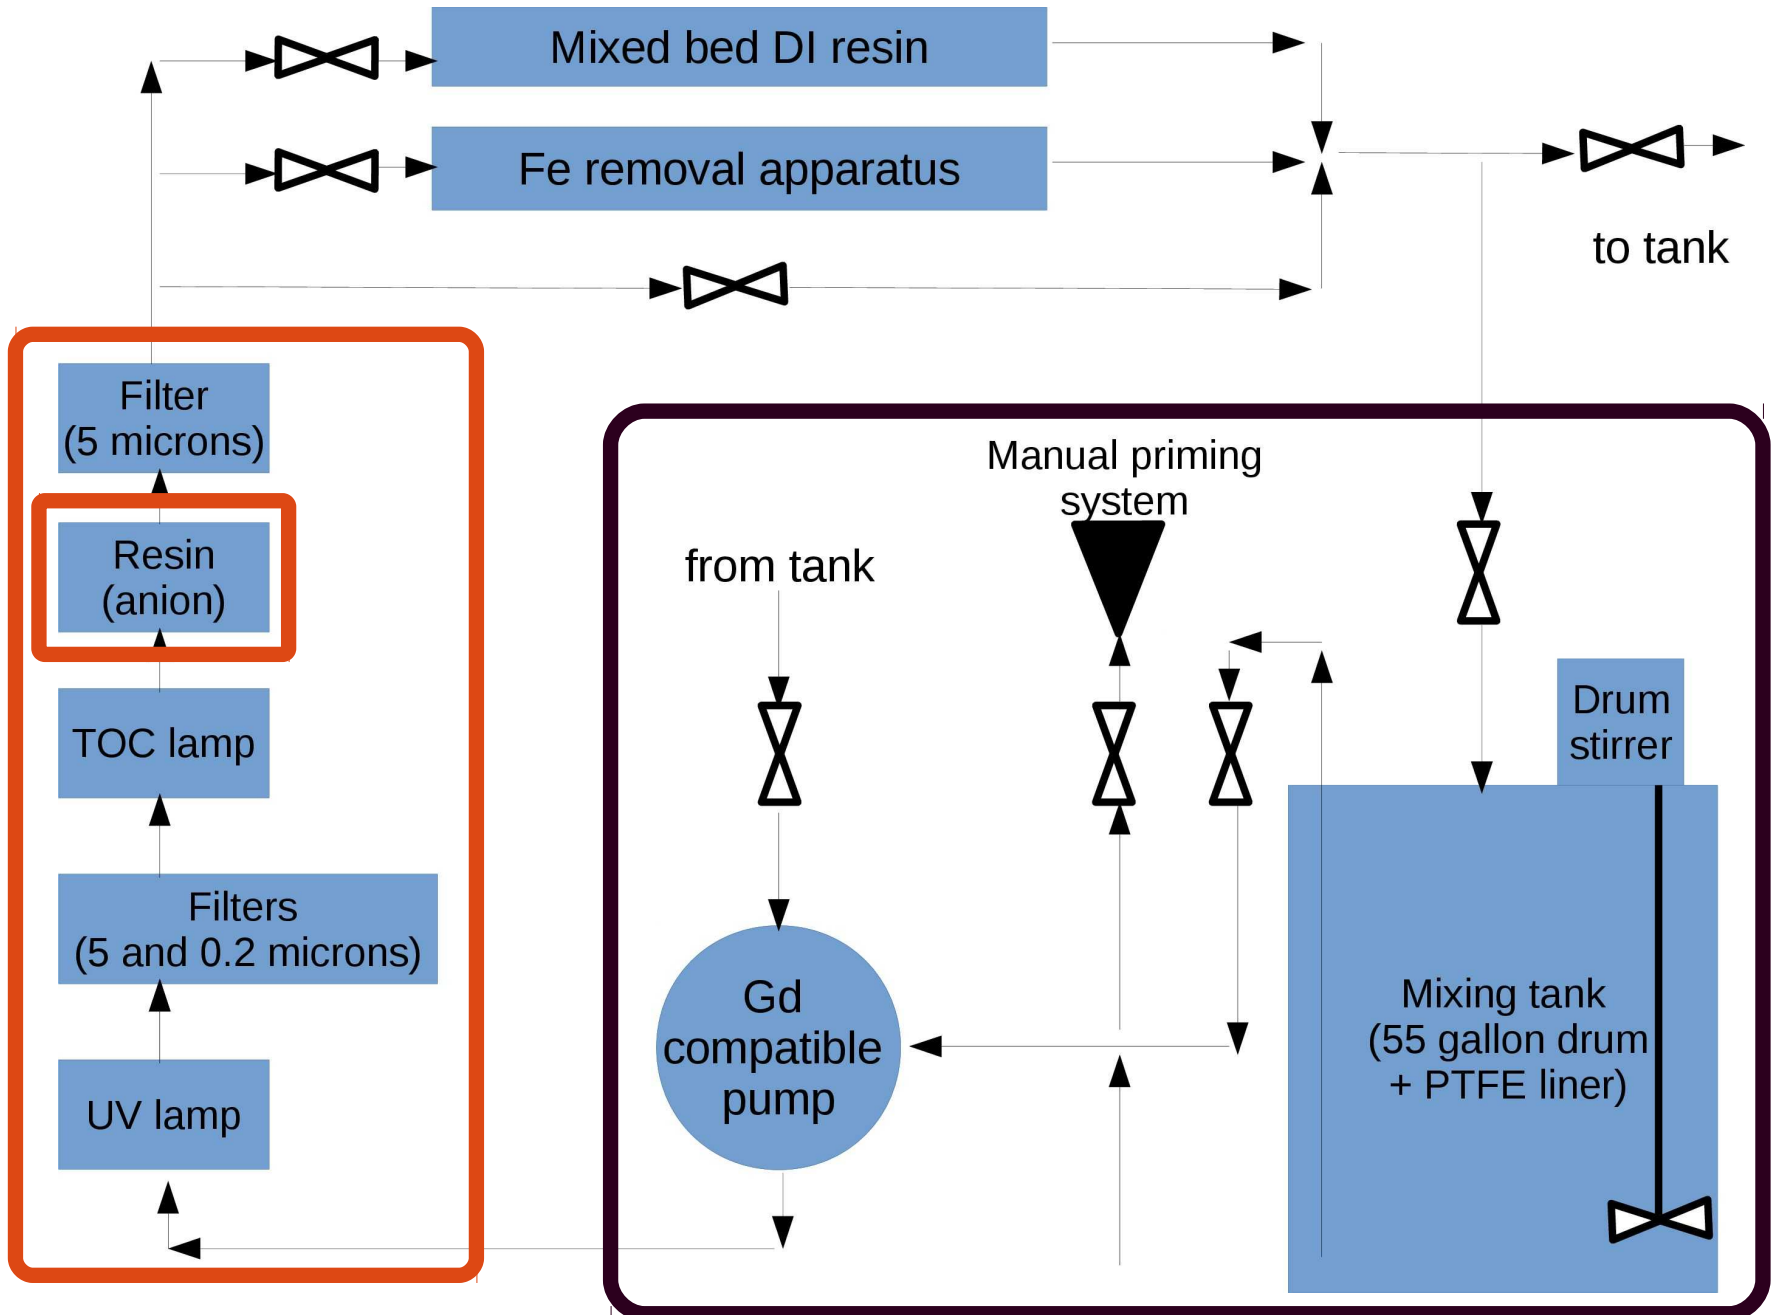 Mixed bed DI resin
Fe removal apparatus
to tank
Filter
(5 microns)
Resin
(anion)
TOC lamp
Filters
(5 and 0.2 microns)
UV lamp
Manual priming
system
from tank
Gd
compatible
pump
Drum
stirrer
Mixing tank
(55 gallon drum
+ PTFE liner)